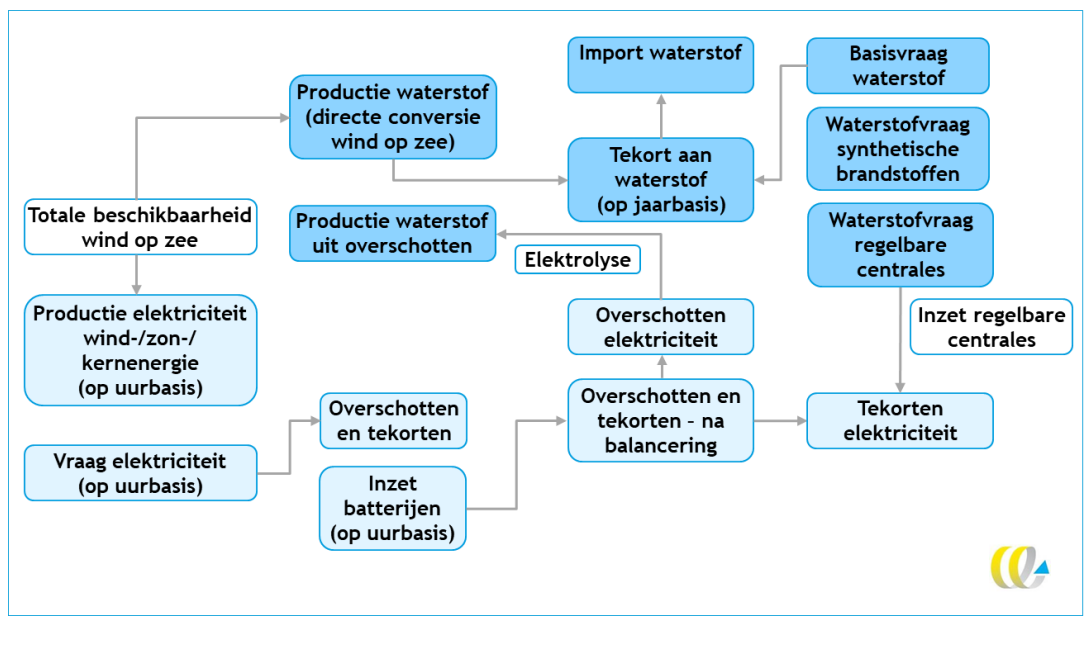 Import waterstof
Basisvraag
waterstof
Productie waterstof
(directe conversie
wind op zee)
Waterstofvraag
synthetische
brandstoffen
Tekort aan
waterstof
(op jaarbasis)
Totale beschikbaarheid
wind op zee
Productie waterstof
uit overschotten
Waterstofvraag
regelbare
centrales
Elektrolyse
Productie elektriciteit
wind-/zon-/
kernenergie
(op uurbasis)
Overschotten
elektriciteit
Inzet regelbare
centrales
Overschotten
en tekorten
Overschotten en
tekorten – na
balancering
Tekorten
elektriciteit
Vraag elektriciteit
(op uurbasis)
Inzet
batterijen
(op uurbasis)